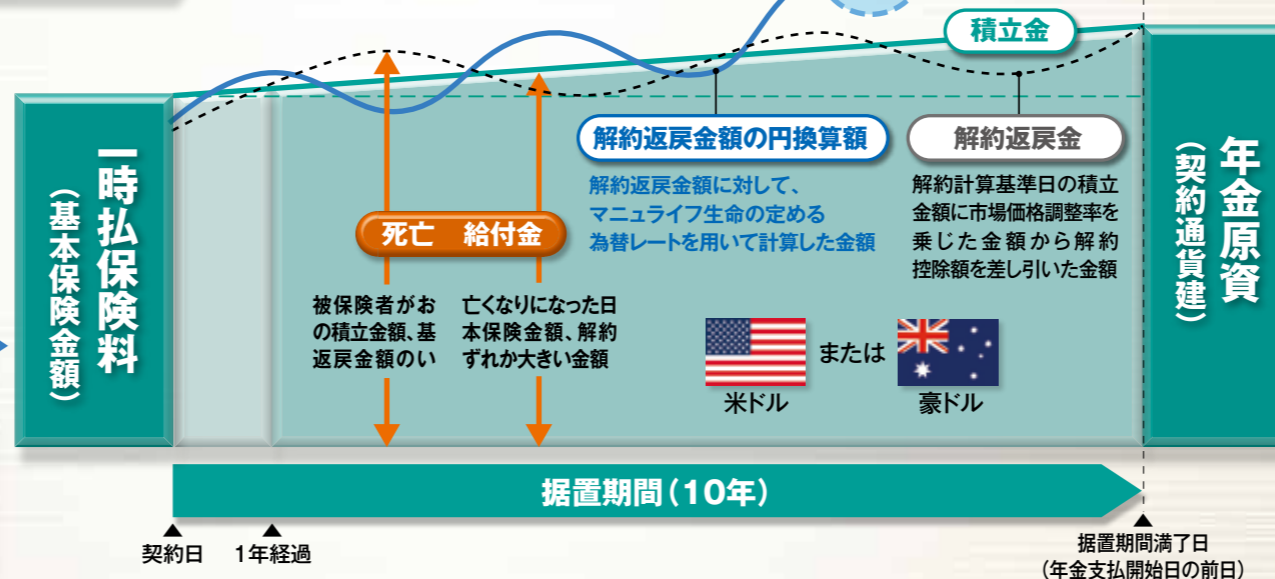 積立金
一時払保険料
（基本保険金額）
解約返戻金額の円換算額
解約返戻金額に対して、
マニュライフ生命の定める
為替レートを用いて計算した金額
解約返戻金
解約計算基準日の積立
金額に市場価格調整率を
乗じた金額から解約
控除額を差し引いた金額
年金原資
（契約通貨建）
死亡　給付金
被保険者がお　亡くなりになった日
の積立金額、基　本保険金額、解約
返戻金額のい　ずれか大きい金額
または
米ドル
豪ドル
据置期間（10年）
契約日
1年経過
据置期間満了日
（年金支払開始日の前日）